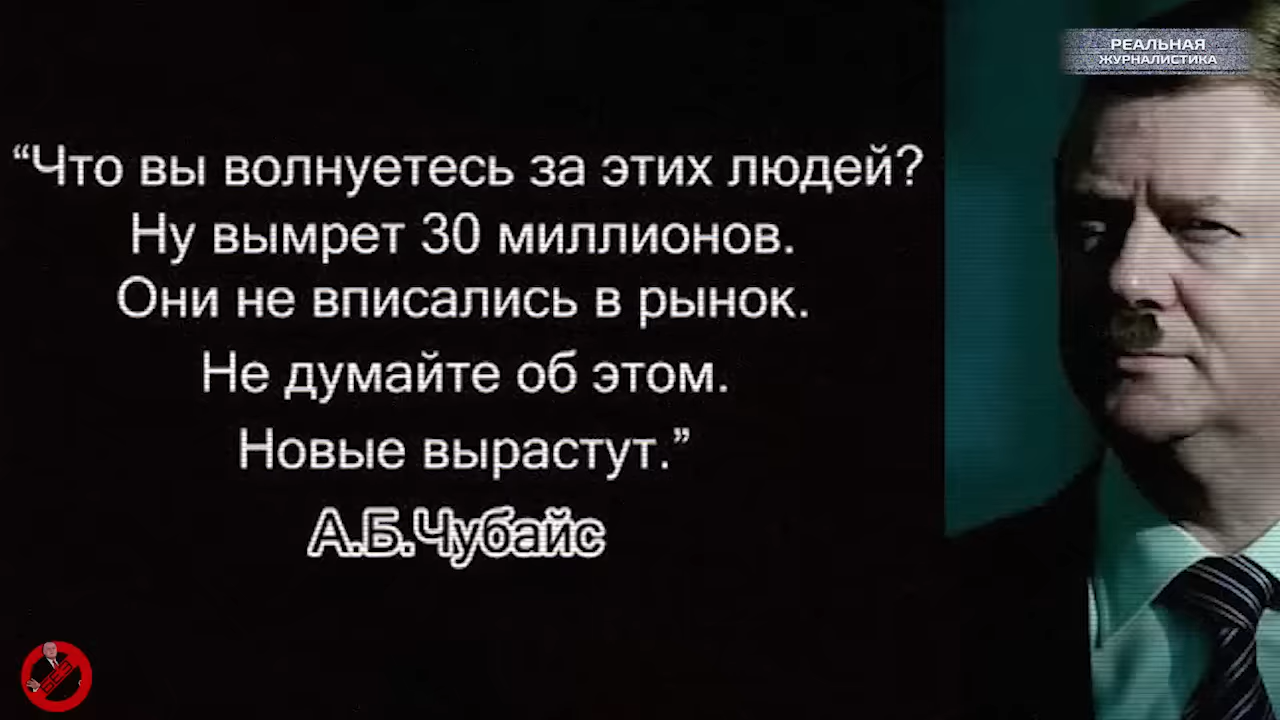 РЕАЛЬНАЯ
ЖУРНАЛИСТИКА
“Что вы волнуетесь за этих людей?
Ну вымрет 30 миллионов.
Они не вписались в рынок.
Не думайте об этом.
Новые вырастут.”
А.Б.Чубайс